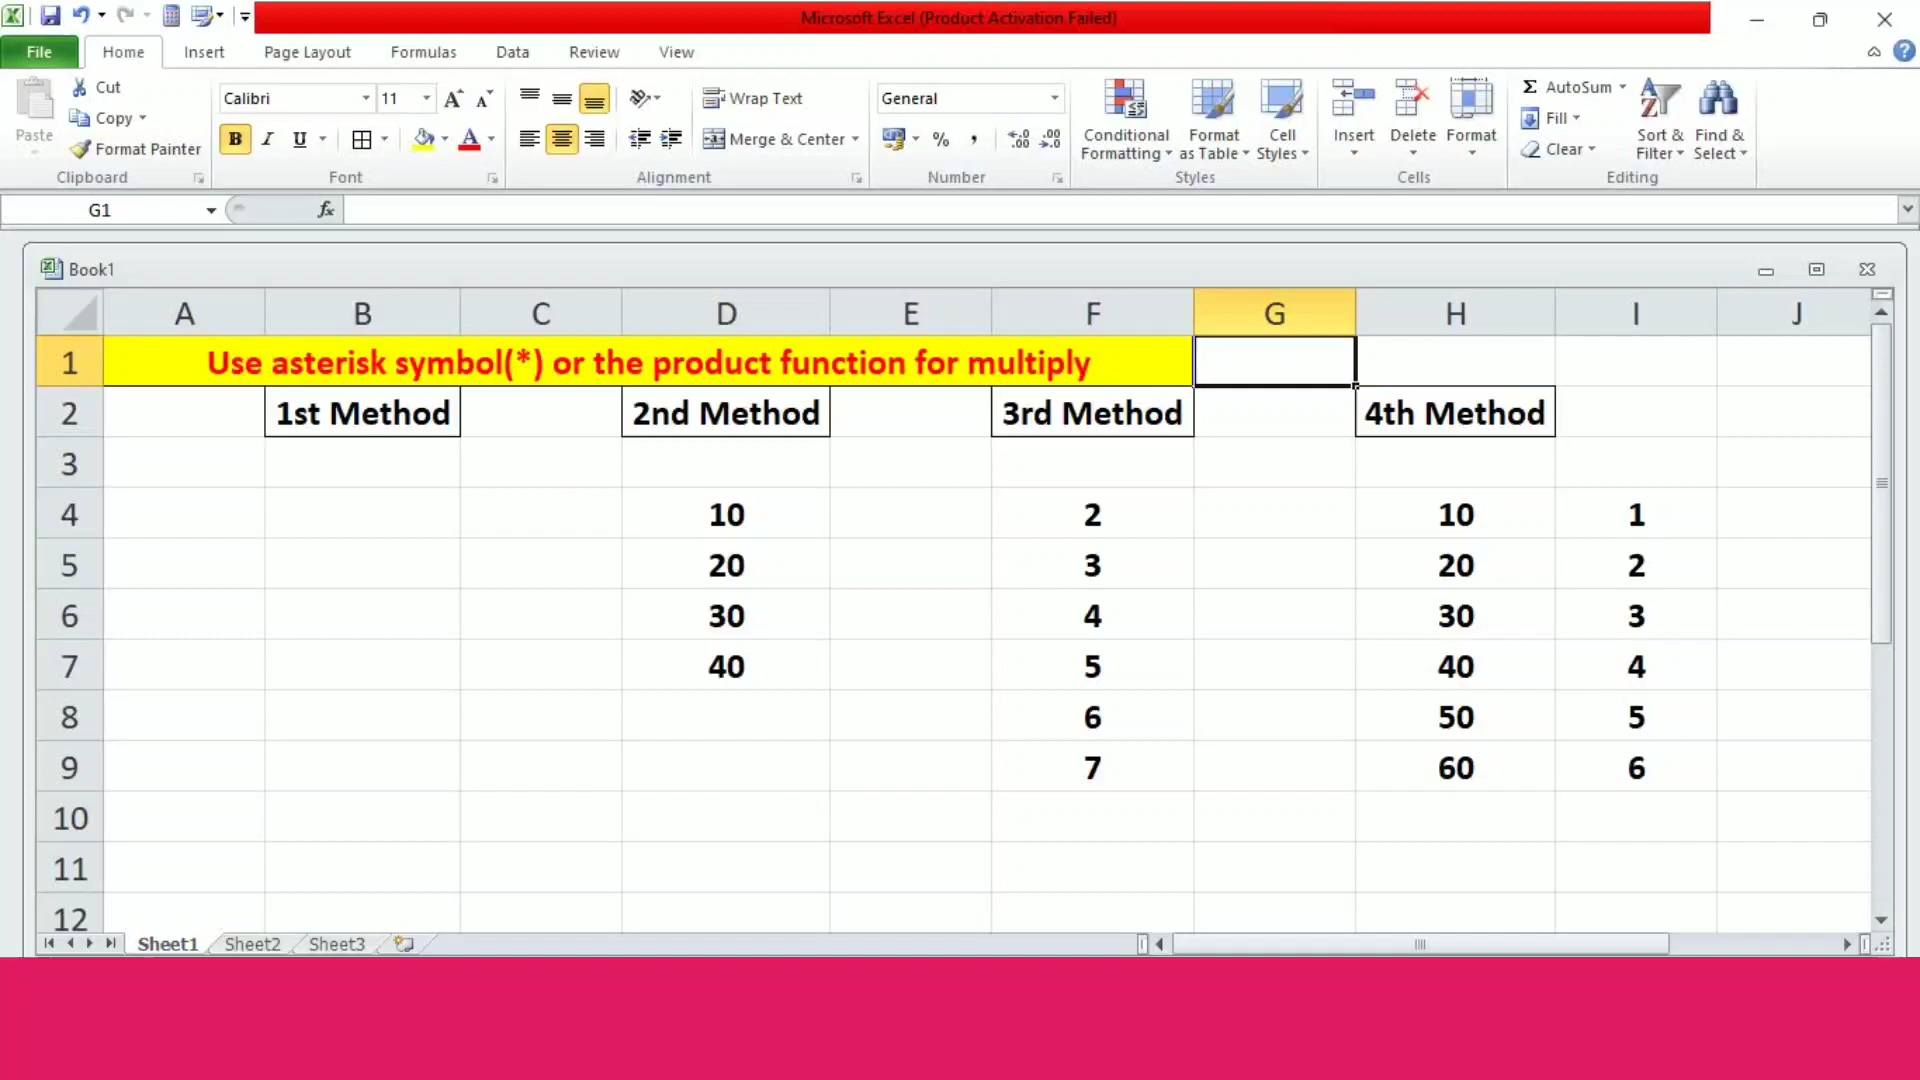 Microsoft Excel (Product Activation Failed)
File Home Insert Page Layout Formulas Data Review View
Paste
Cut
Copy
Format Painter
Clipboard
Calibri 11
B I U A
Font
Wrap Text
Merge & Center
Alignment
General
% ,
Number
Conditional Formatting
Format as Table
Cell Styles
Styles
Insert Delete Format
Cells
Σ AutoSum
Fill
Clear
Sort & Filter
Find & Select
Editing
G1 fx
Book1
A B C D E F G H I J
1 Use asterisk symbol(*) or the product function for multiply
2 1st Method 2nd Method 3rd Method 4th Method
3
4 10 2 10 1
5 20 3 20 2
6 30 4 30 3
7 40 5 40 4
8 6 50 5
9 7 60 6
10
11
12
Sheet1 Sheet2 Sheet3